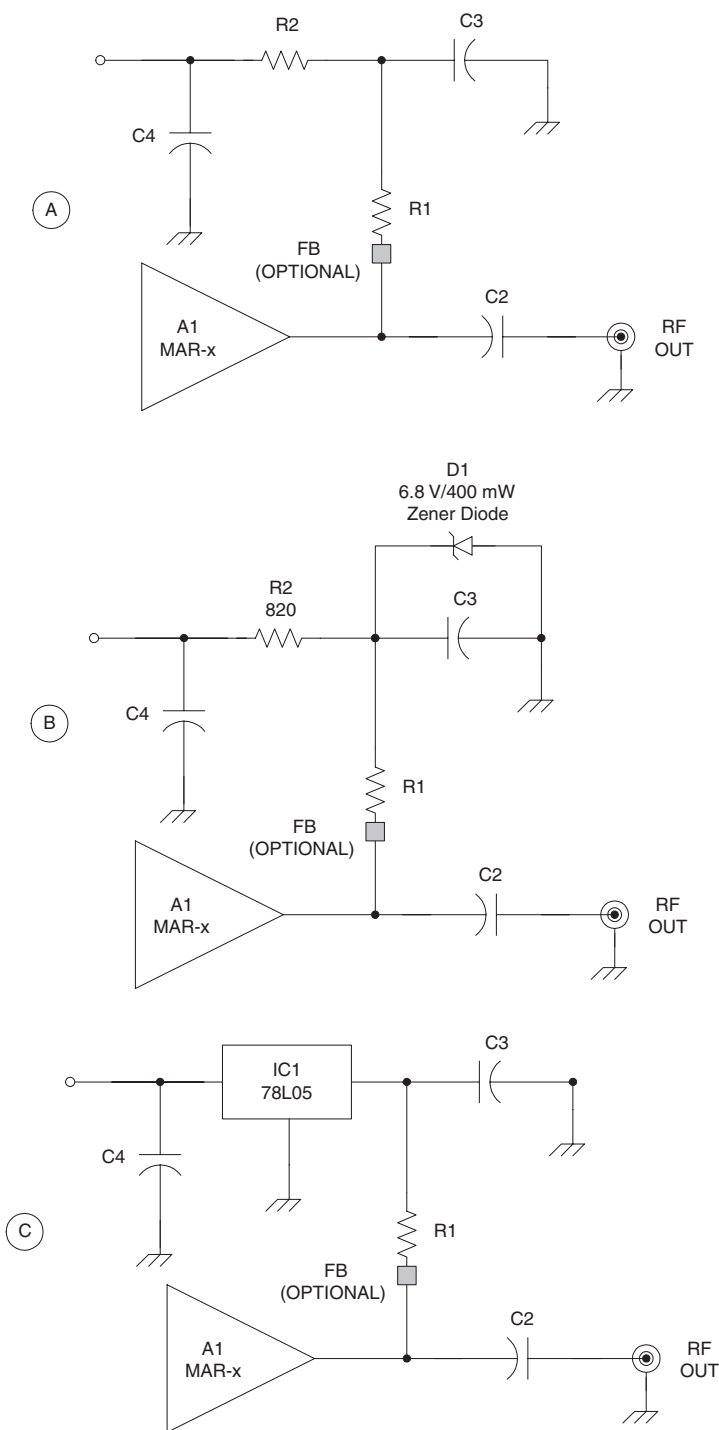 R2
C3
C4
A
R1
FB
(OPTIONAL)
C2
A1
MAR-x
RF
OUT
D1
6.8 V/400 mW
Zener Diode
R2
820
C3
C4
B
R1
FB
(OPTIONAL)
C2
A1
MAR-x
RF
OUT
IC1
78L05
C3
C4
C
R1
FB
(OPTIONAL)
C2
A1
MAR-x
RF
OUT